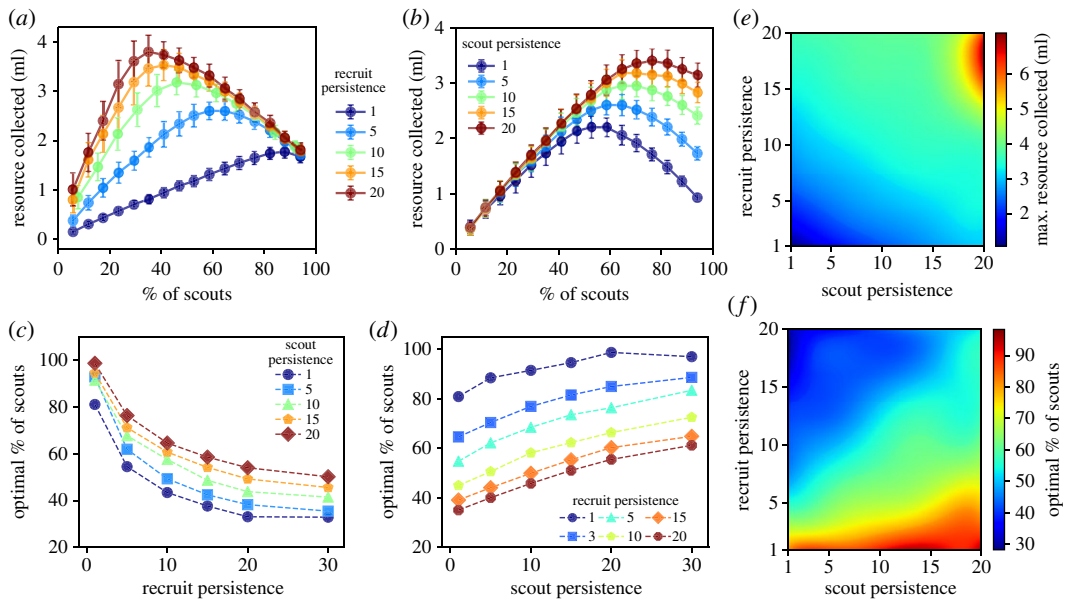 (a)
resource collected (ml)
4
3
2
1
0
0 20 40 60 80 100
% of scouts
recruit
persistence
1
5
10
15
20
(b)
resource collected (ml)
4
3
2
1
0
0 20 40 60 80 100
% of scouts
scout persistence
1
5
10
15
20
(e)
recruit persistence
20
15
10
5
1
1 5 10 15 20
scout persistence
6
5
4
3
2
max. resource collected (ml)
(c)
optimal % of scouts
100
80
60
40
20
0 10 20 30
recruit persistence
scout
persistence
1
5
10
15
20
(d)
optimal % of scouts
100
80
60
40
20
0 5 10 15 20 25 30
scout persistence
recruit persistence
1 5 15
3 10 20
(f)
recruit persistence
20
15
10
5
1
1 5 10 15 20
scout persistence
90
80
70
60
50
40
30
optimal % of scouts